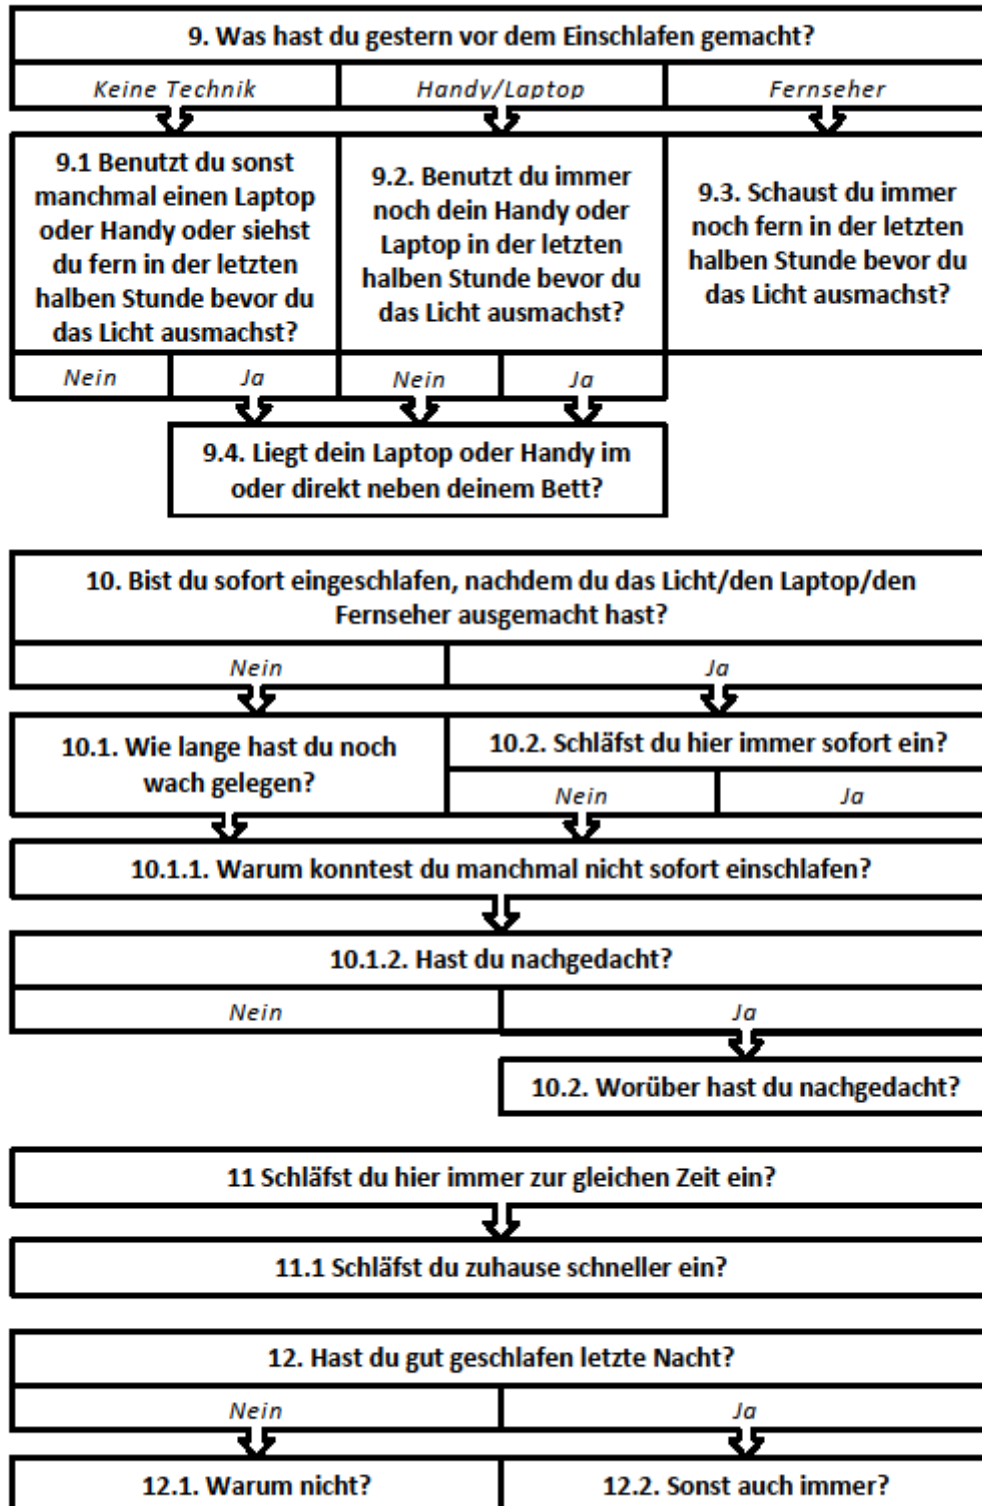 9. Was hast du gestern vor dem Einschlafen gemacht?
Keine Technik
Handy/Laptop
Fernseher
9.1 Benutzt du sonst
manchmal einen Laptop
oder Handy oder siehst
du fern in der letzten
halben Stunde bevor du
das Licht ausmachst?
9.2. Benutzt du immer
noch dein Handy oder
Laptop in der letzten
halben Stunde bevor du
das Licht ausmachst?
9.3. Schaust du immer
noch fern in der letzten
halben Stunde bevor du
das Licht ausmachst?
Nein
Ja
Nein
Ja
9.4. Liegt dein Laptop oder Handy im
oder direkt neben deinem Bett?
10. Bist du sofort eingeschlafen, nachdem du das Licht/den Laptop/den
Fernseher ausgemacht hast?
Nein
Ja
10.1. Wie lange hast du noch
wach gelegen?
10.2. Schläfst du hier immer sofort ein?
Nein
Ja
10.1.1. Warum konntest du manchmal nicht sofort einschlafen?
10.1.2. Hast du nachgedacht?
Nein
Ja
10.2. Worüber hast du nachgedacht?
11 Schläfst du hier immer zur gleichen Zeit ein?
11.1 Schläfst du zuhause schneller ein?
12. Hast du gut geschlafen letzte Nacht?
Nein
Ja
12.1. Warum nicht?
12.2. Sonst auch immer?